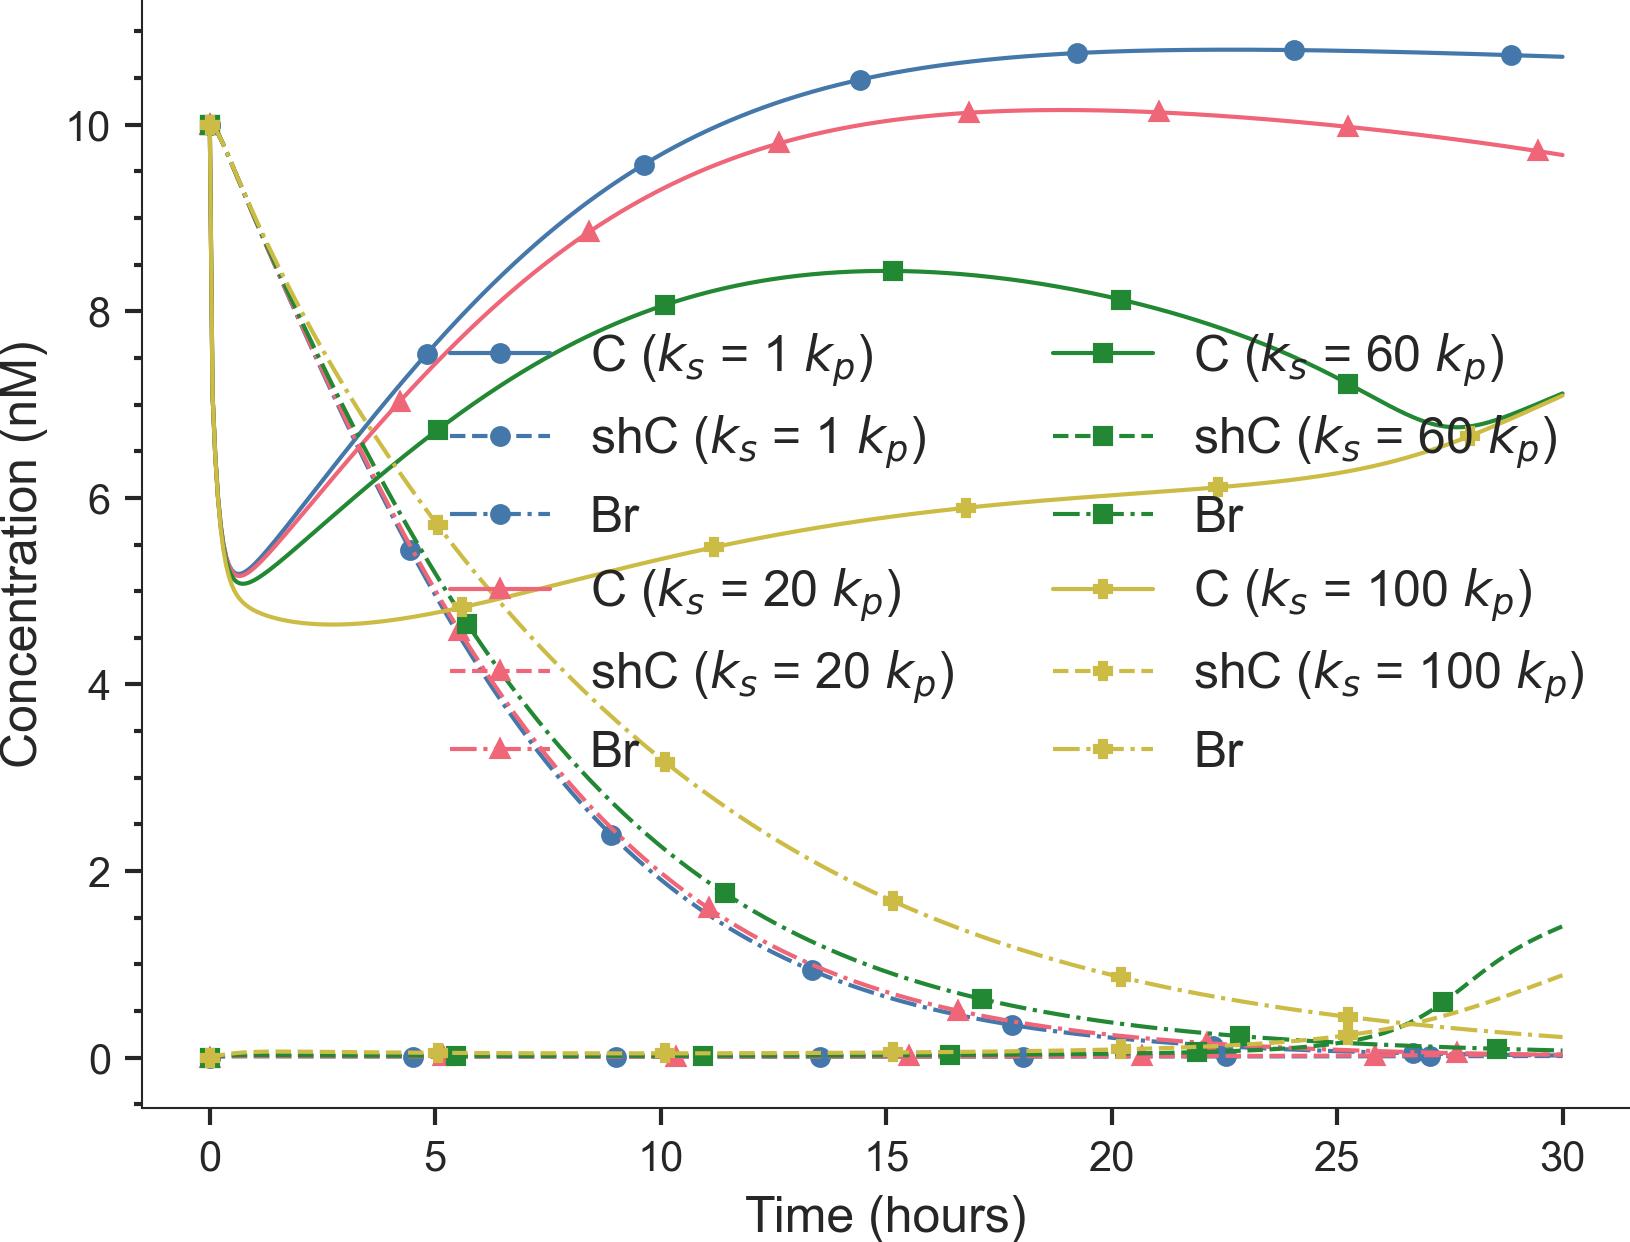 Concentration (nM)
10
8
6
4
2
0
C (kₛ = 1 kₚ)
shC (kₛ = 1 kₚ)
Br
C (kₛ = 20 kₚ)
shC (kₛ = 20 kₚ)
Br
C (kₛ = 60 kₚ)
shC (kₛ = 60 kₚ)
Br
C (kₛ = 100 kₚ)
shC (kₛ = 100 kₚ)
Br
0 5 10 15 20 25 30
Time (hours)